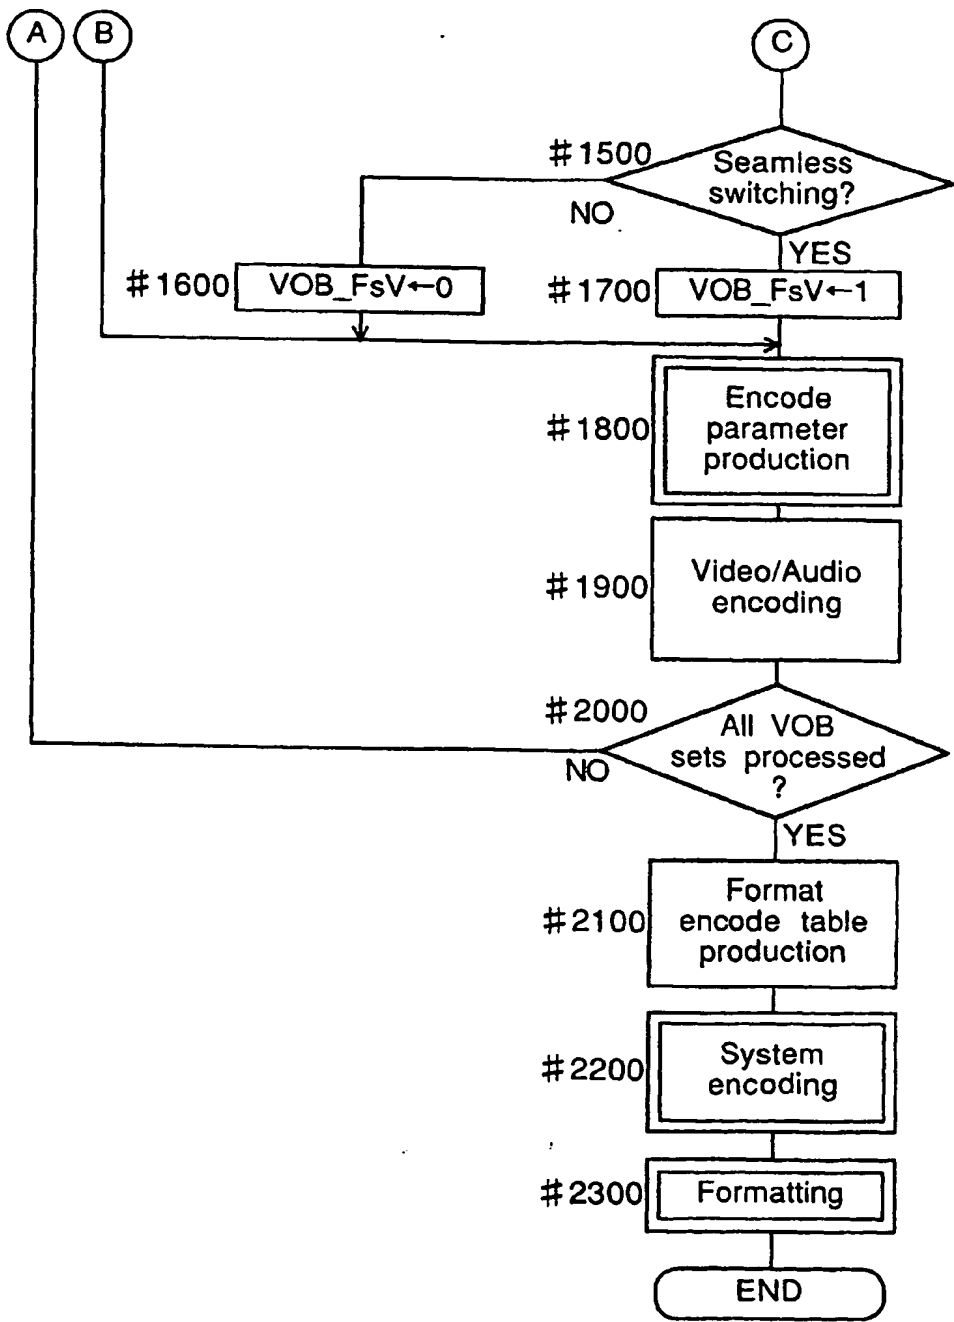 A
B
C
#1500
Seamless
switching?
NO
YES
#1600
VOB_FsV←0
#1700
VOB_FsV←1
#1800
Encode
parameter
production
#1900
Video/Audio
encoding
#2000
All VOB
sets processed
?
NO
YES
#2100
Format
encode table
production
#2200
System
encoding
#2300
Formatting
END